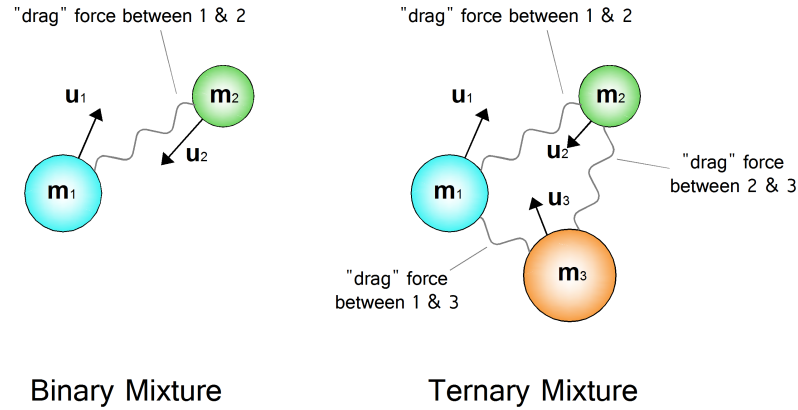 "drag" force between 1 & 2
u1
m2
u2
m1
Binary Mixture
"drag" force between 1 & 2
u1
m2
u2
"drag" force
between 2 & 3
m1
u3
m3
"drag" force
between 1 & 3
Ternary Mixture